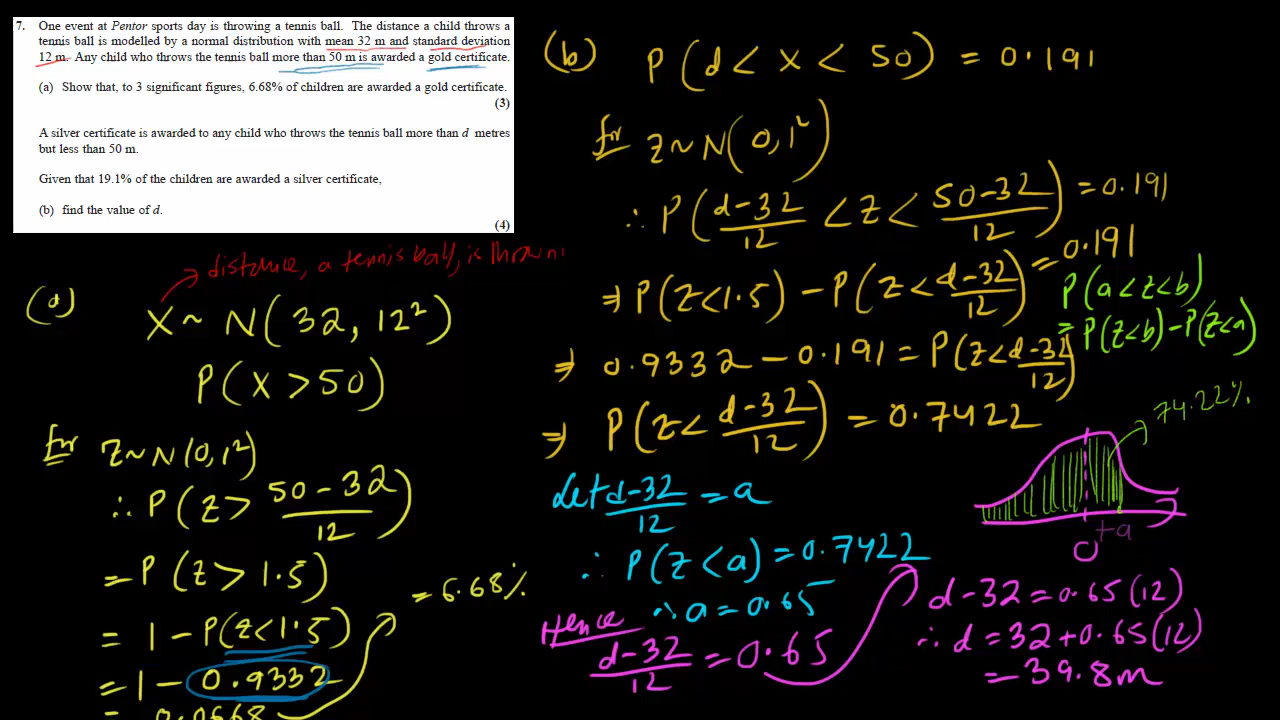 7. One event at Pentor sports day is throwing a tennis ball. The distance a child throws a
tennis ball is modelled by a normal distribution with mean 32 m and standard deviation
12 m. Any child who throws the tennis ball more than 50 m is awarded a gold certificate.
(a) Show that, to 3 significant figures, 6.68% of children are awarded a gold certificate.
(3)
A silver certificate is awarded to any child who throws the tennis ball more than d metres
but less than 50 m.
Given that 19.1% of the children are awarded a silver certificate,
(b) find the value of d.
(4)
distance, a tennis ball, is thrown
(a) X ~ N(32, 12²)
P(X > 50)
for Z ~ N(0, 1²)
∴ P(Z > (50 - 32)/12)
= P(Z > 1.5)
= 1 - P(Z < 1.5)
= 1 - 0.9332
= 0.0668
= 6.68%
(b) P(d < X < 50) = 0.191
for Z ~ N(0, 1²)
∴ P((d - 32)/12 < Z < (50 - 32)/12) = 0.191
⇒ P(Z < 1.5) - P(Z < (d - 32)/12) = 0.191
P(a < Z < b)
= P(Z < b) - P(Z < a)
⇒ 0.9332 - 0.191 = P(Z < (d - 32)/12)
⇒ P(Z < (d - 32)/12) = 0.7422
74.22%
0 +a
Let (d - 32)/12 = a
∴ P(Z < a) = 0.7422
∴ a = 0.65
Hence (d - 32)/12 = 0.65
d - 32 = 0.65(12)
∴ d = 32 + 0.65(12)
= 39.8m